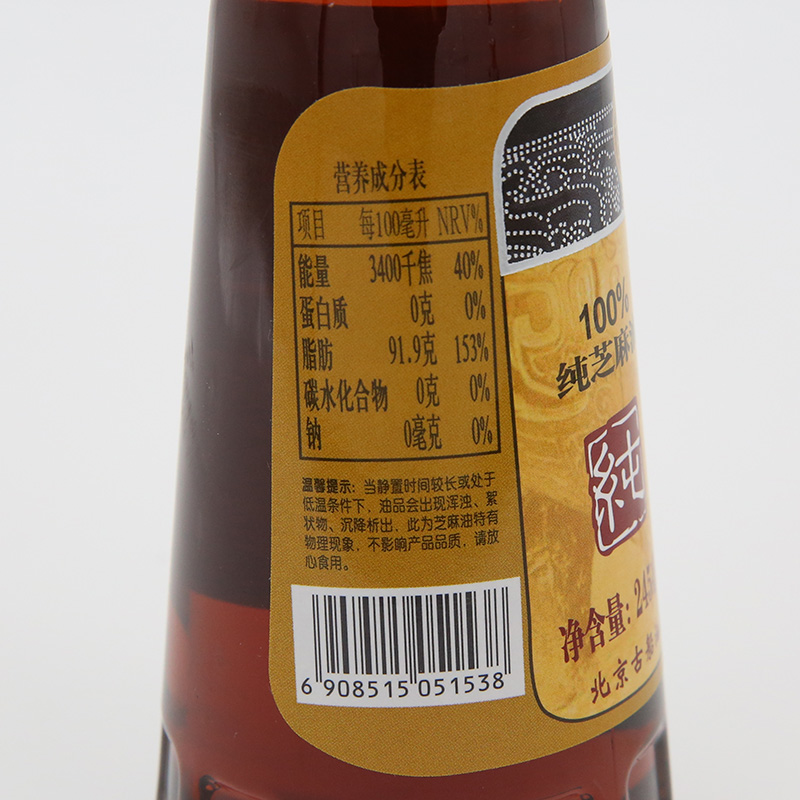 营养成分表
项目 每100毫升 NRV%
能量 3400千焦 40%
蛋白质 0克 0%
脂肪 91.9克 153%
碳水化合物 0克 0%
钠 0毫克 0%
温馨提示：当静置时间较长或处于
低温条件下，油品会出现浑浊、絮
状物、沉降析出，此为芝麻油特有
物理现象，不影响产品品质，请放
心食用。
6 908515 051538
100%
纯芝麻
純
净含量：245
北京古